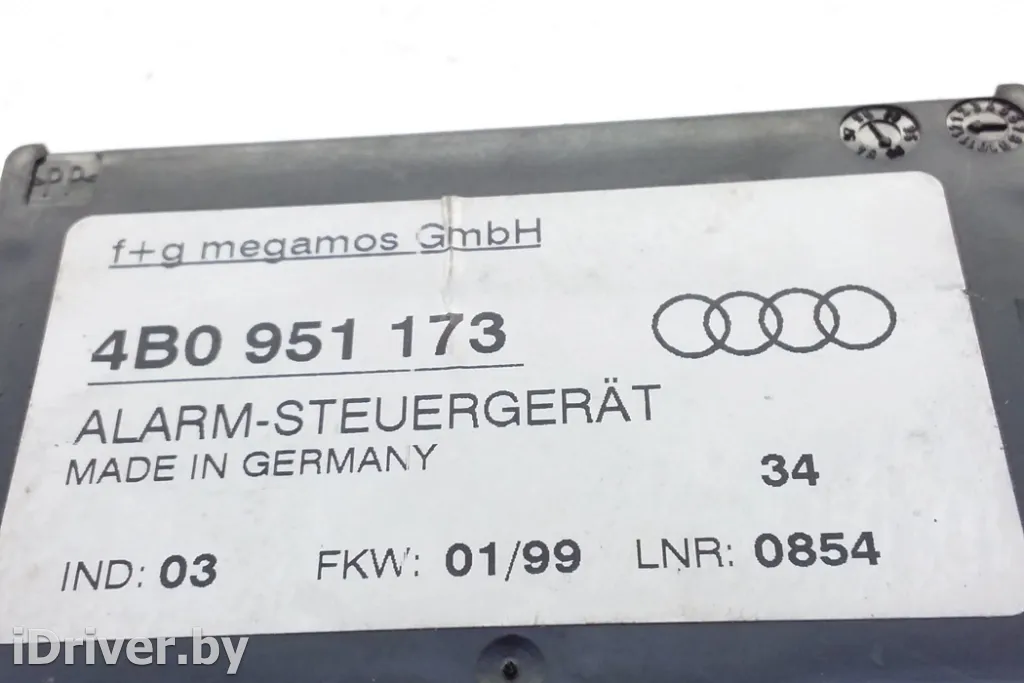 >PP<
f+g megamos GmbH
4B0 951 173
ALARM-STEUERGERÄT
MADE IN GERMANY
34
IND: 03 FKW: 01/99 LNR: 0854
iDriver.by